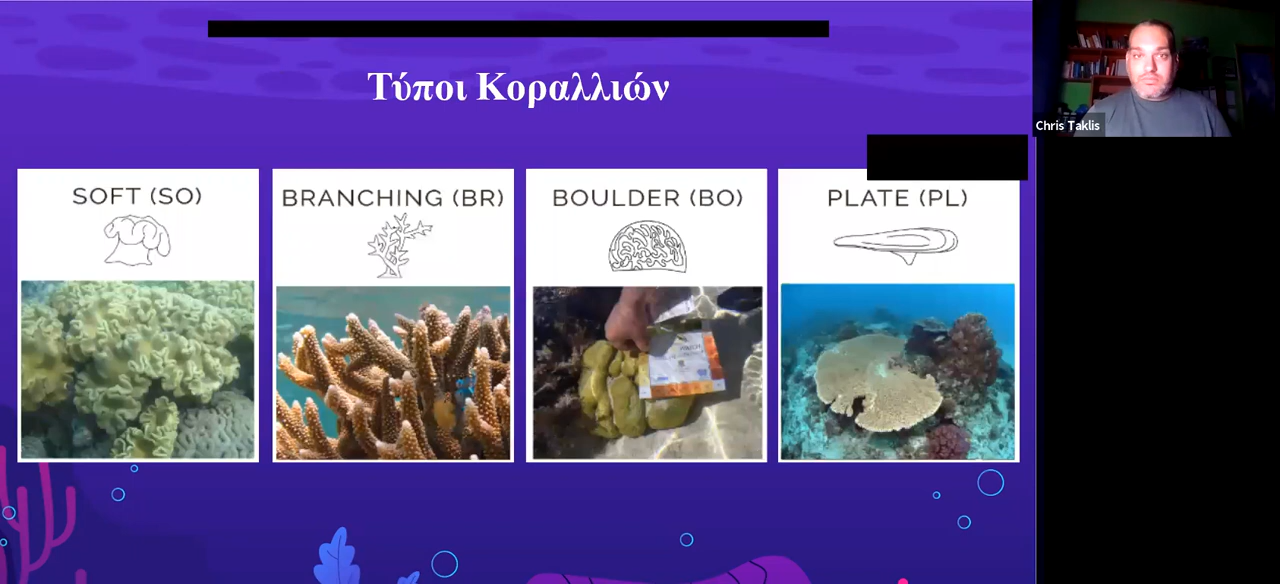 Τύποι Κοραλλιών
Chris Taklis
SOFT (SO)
BRANCHING (BR)
BOULDER (BO)
PLATE (PL)